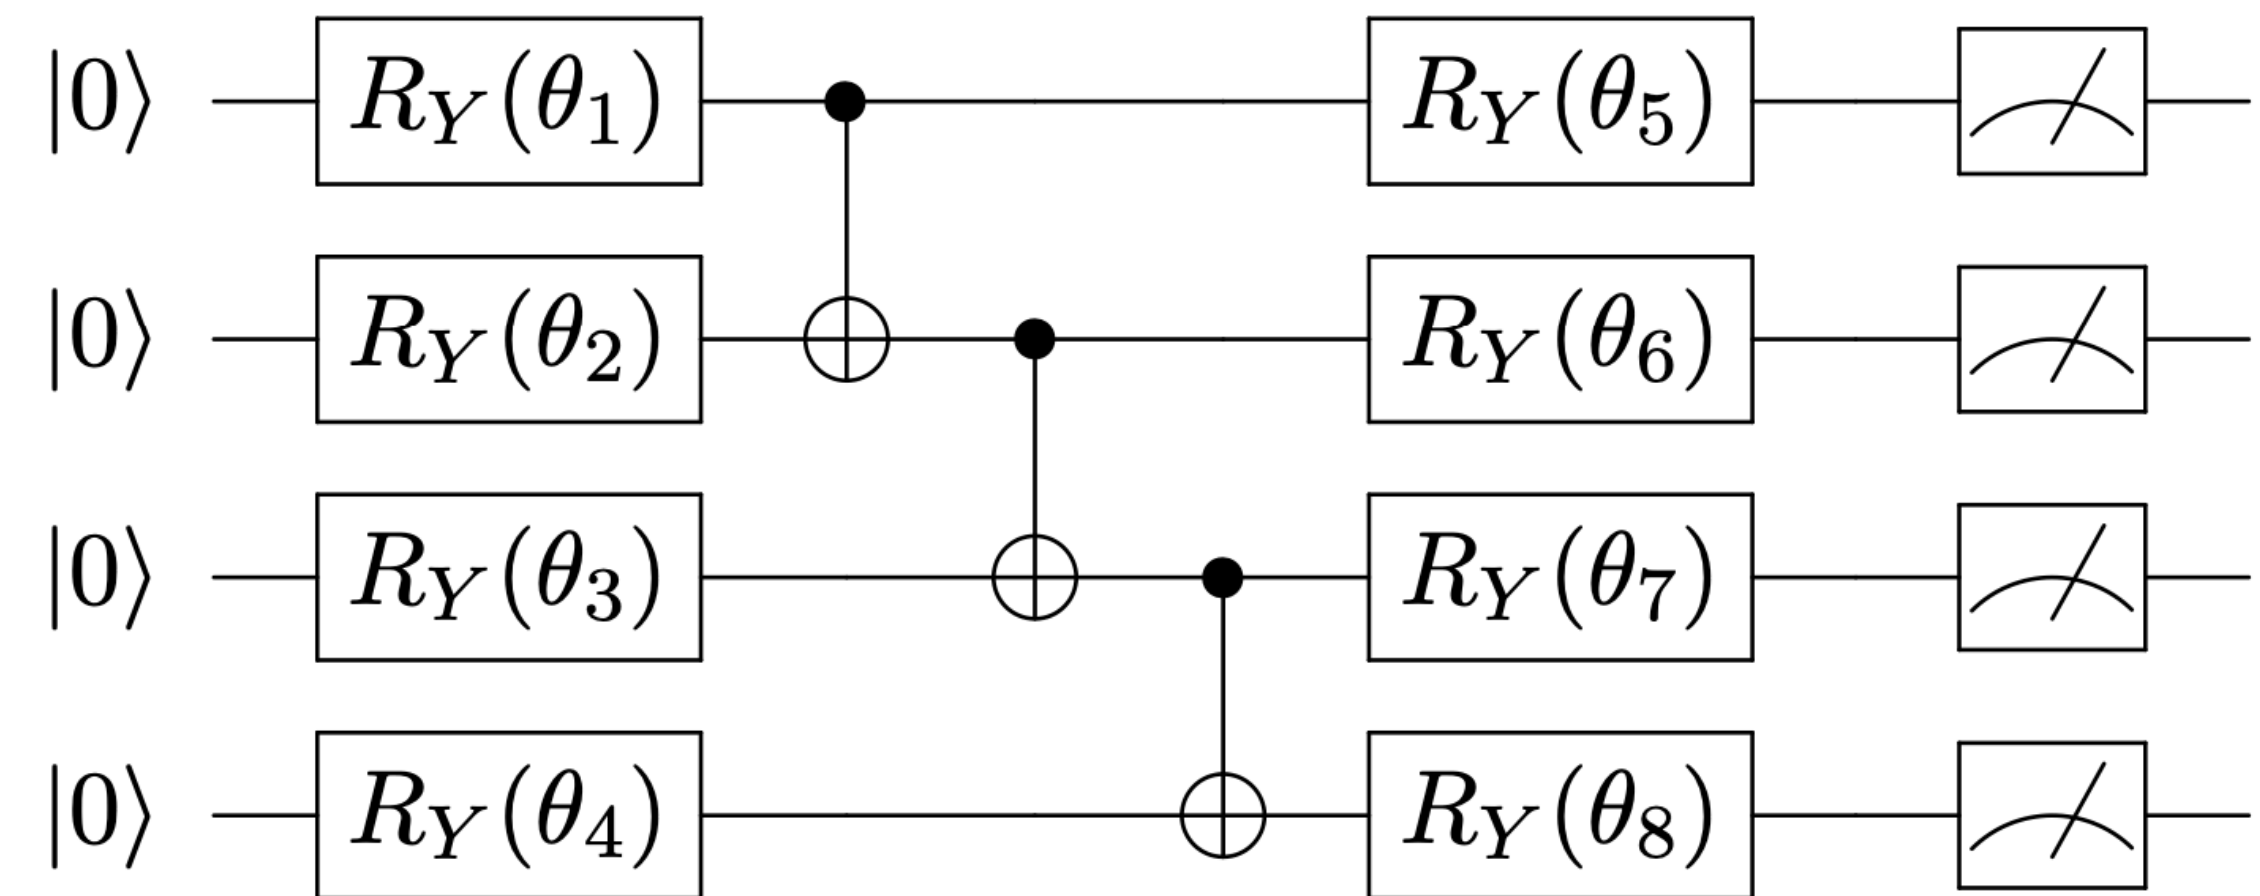 |0⟩ R_Y(θ_1) R_Y(θ_5)
|0⟩ R_Y(θ_2) R_Y(θ_6)
|0⟩ R_Y(θ_3) R_Y(θ_7)
|0⟩ R_Y(θ_4) R_Y(θ_8)